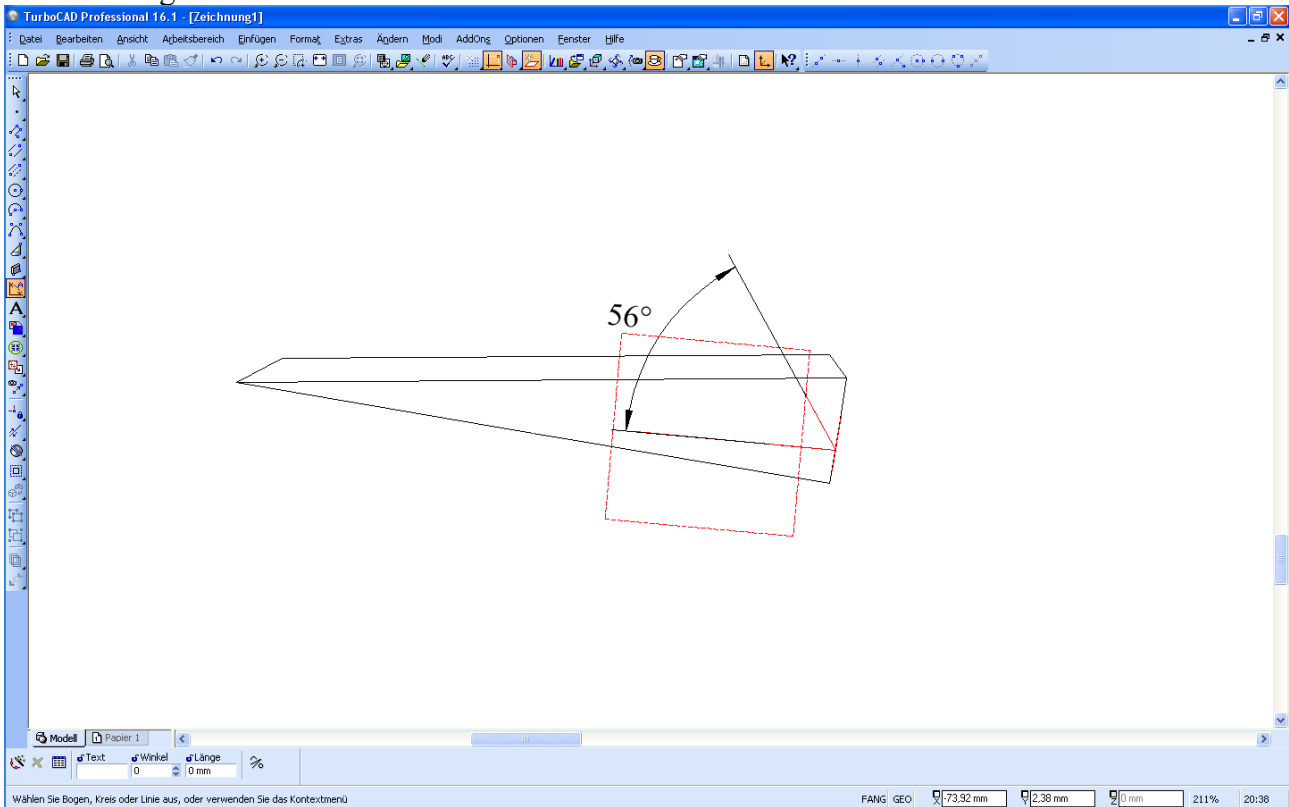 TurboCAD Professional 16.1 - [Zeichnung1]
Datei Bearbeiten Ansicht Arbeitsbereich Einfügen Format Extras Ändern Modi AddOns Optionen Fenster Hilfe
56°
Modell Papier 1
Text Winkel Länge
0 0 mm
Wählen Sie Bogen, Kreis oder Linie aus, oder verwenden Sie das Kontextmenü FANG GEO X -73,92 mm Y 2,38 mm Z 0 mm 211% 20:38